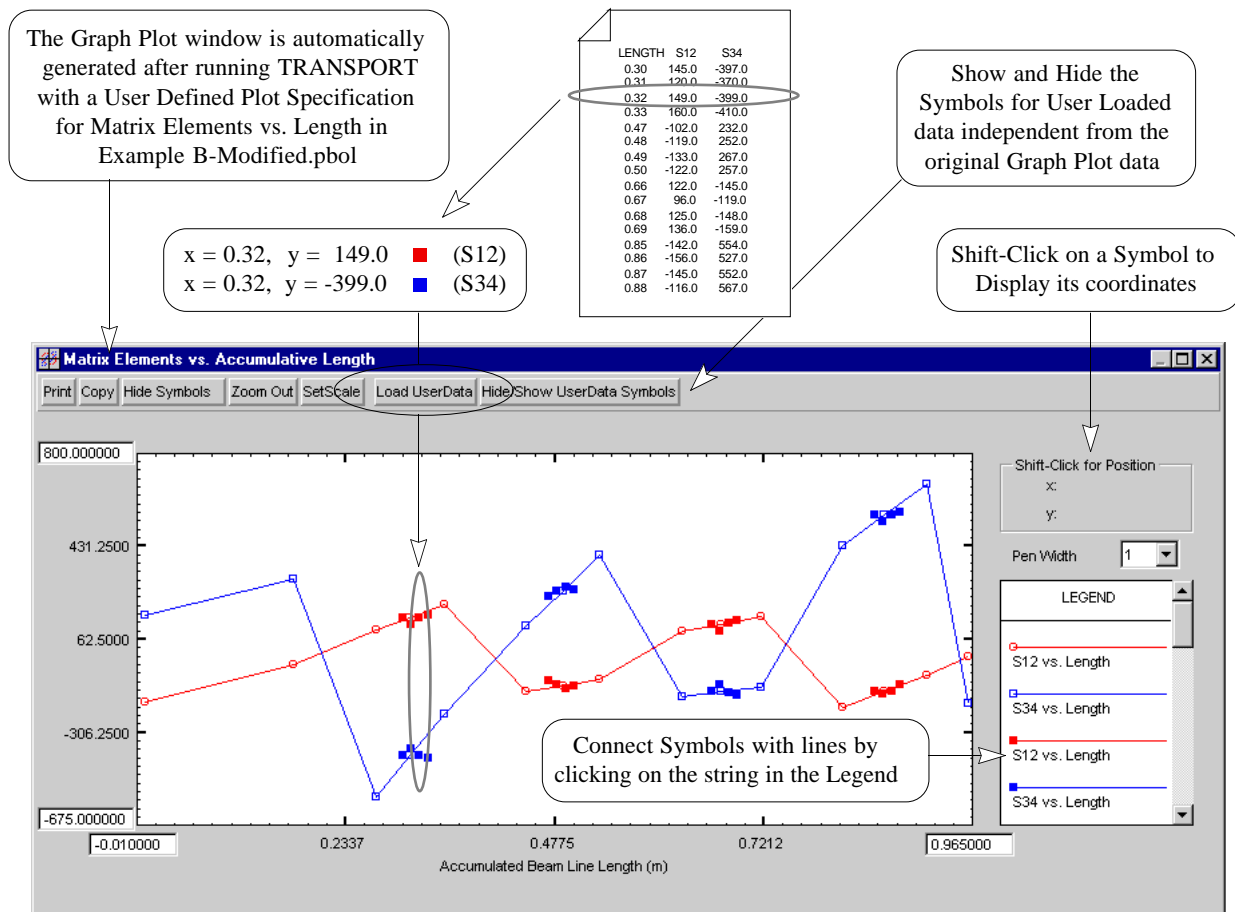 The Graph Plot window is automatically
generated after running TRANSPORT
with a User Defined Plot Specification
for Matrix Elements vs. Length in
Example B-Modified.pbol
LENGTH S12 S34
0.30 145.0 -397.0
0.31 120.0 -370.0
0.32 149.0 -399.0
0.33 160.0 -410.0
0.47 -102.0 232.0
0.48 -119.0 252.0
0.49 -133.0 267.0
0.50 -122.0 257.0
0.66 122.0 -145.0
0.67 96.0 -119.0
0.68 125.0 -148.0
0.69 136.0 -159.0
0.85 -142.0 554.0
0.86 -156.0 527.0
0.87 -145.0 552.0
0.88 -116.0 567.0
Show and Hide the
Symbols for User Loaded
data independent from the
original Graph Plot data
x = 0.32, y = 149.0 (S12)
x = 0.32, y = -399.0 (S34)
Shift-Click on a Symbol to
Display its coordinates
Matrix Elements vs. Accumulative Length
Print Copy Hide Symbols Zoom Out SetScale Load UserData Hide/Show UserData Symbols
800.000000
431.2500
62.5000
-306.2500
-675.000000
-0.010000 0.2337 0.4775 0.7212 0.965000
Accumulated Beam Line Length (m)
Shift-Click for Position
x:
y:
Pen Width 1
LEGEND
S12 vs. Length
S34 vs. Length
S12 vs. Length
S34 vs. Length
Connect Symbols with lines by
clicking on the string in the Legend